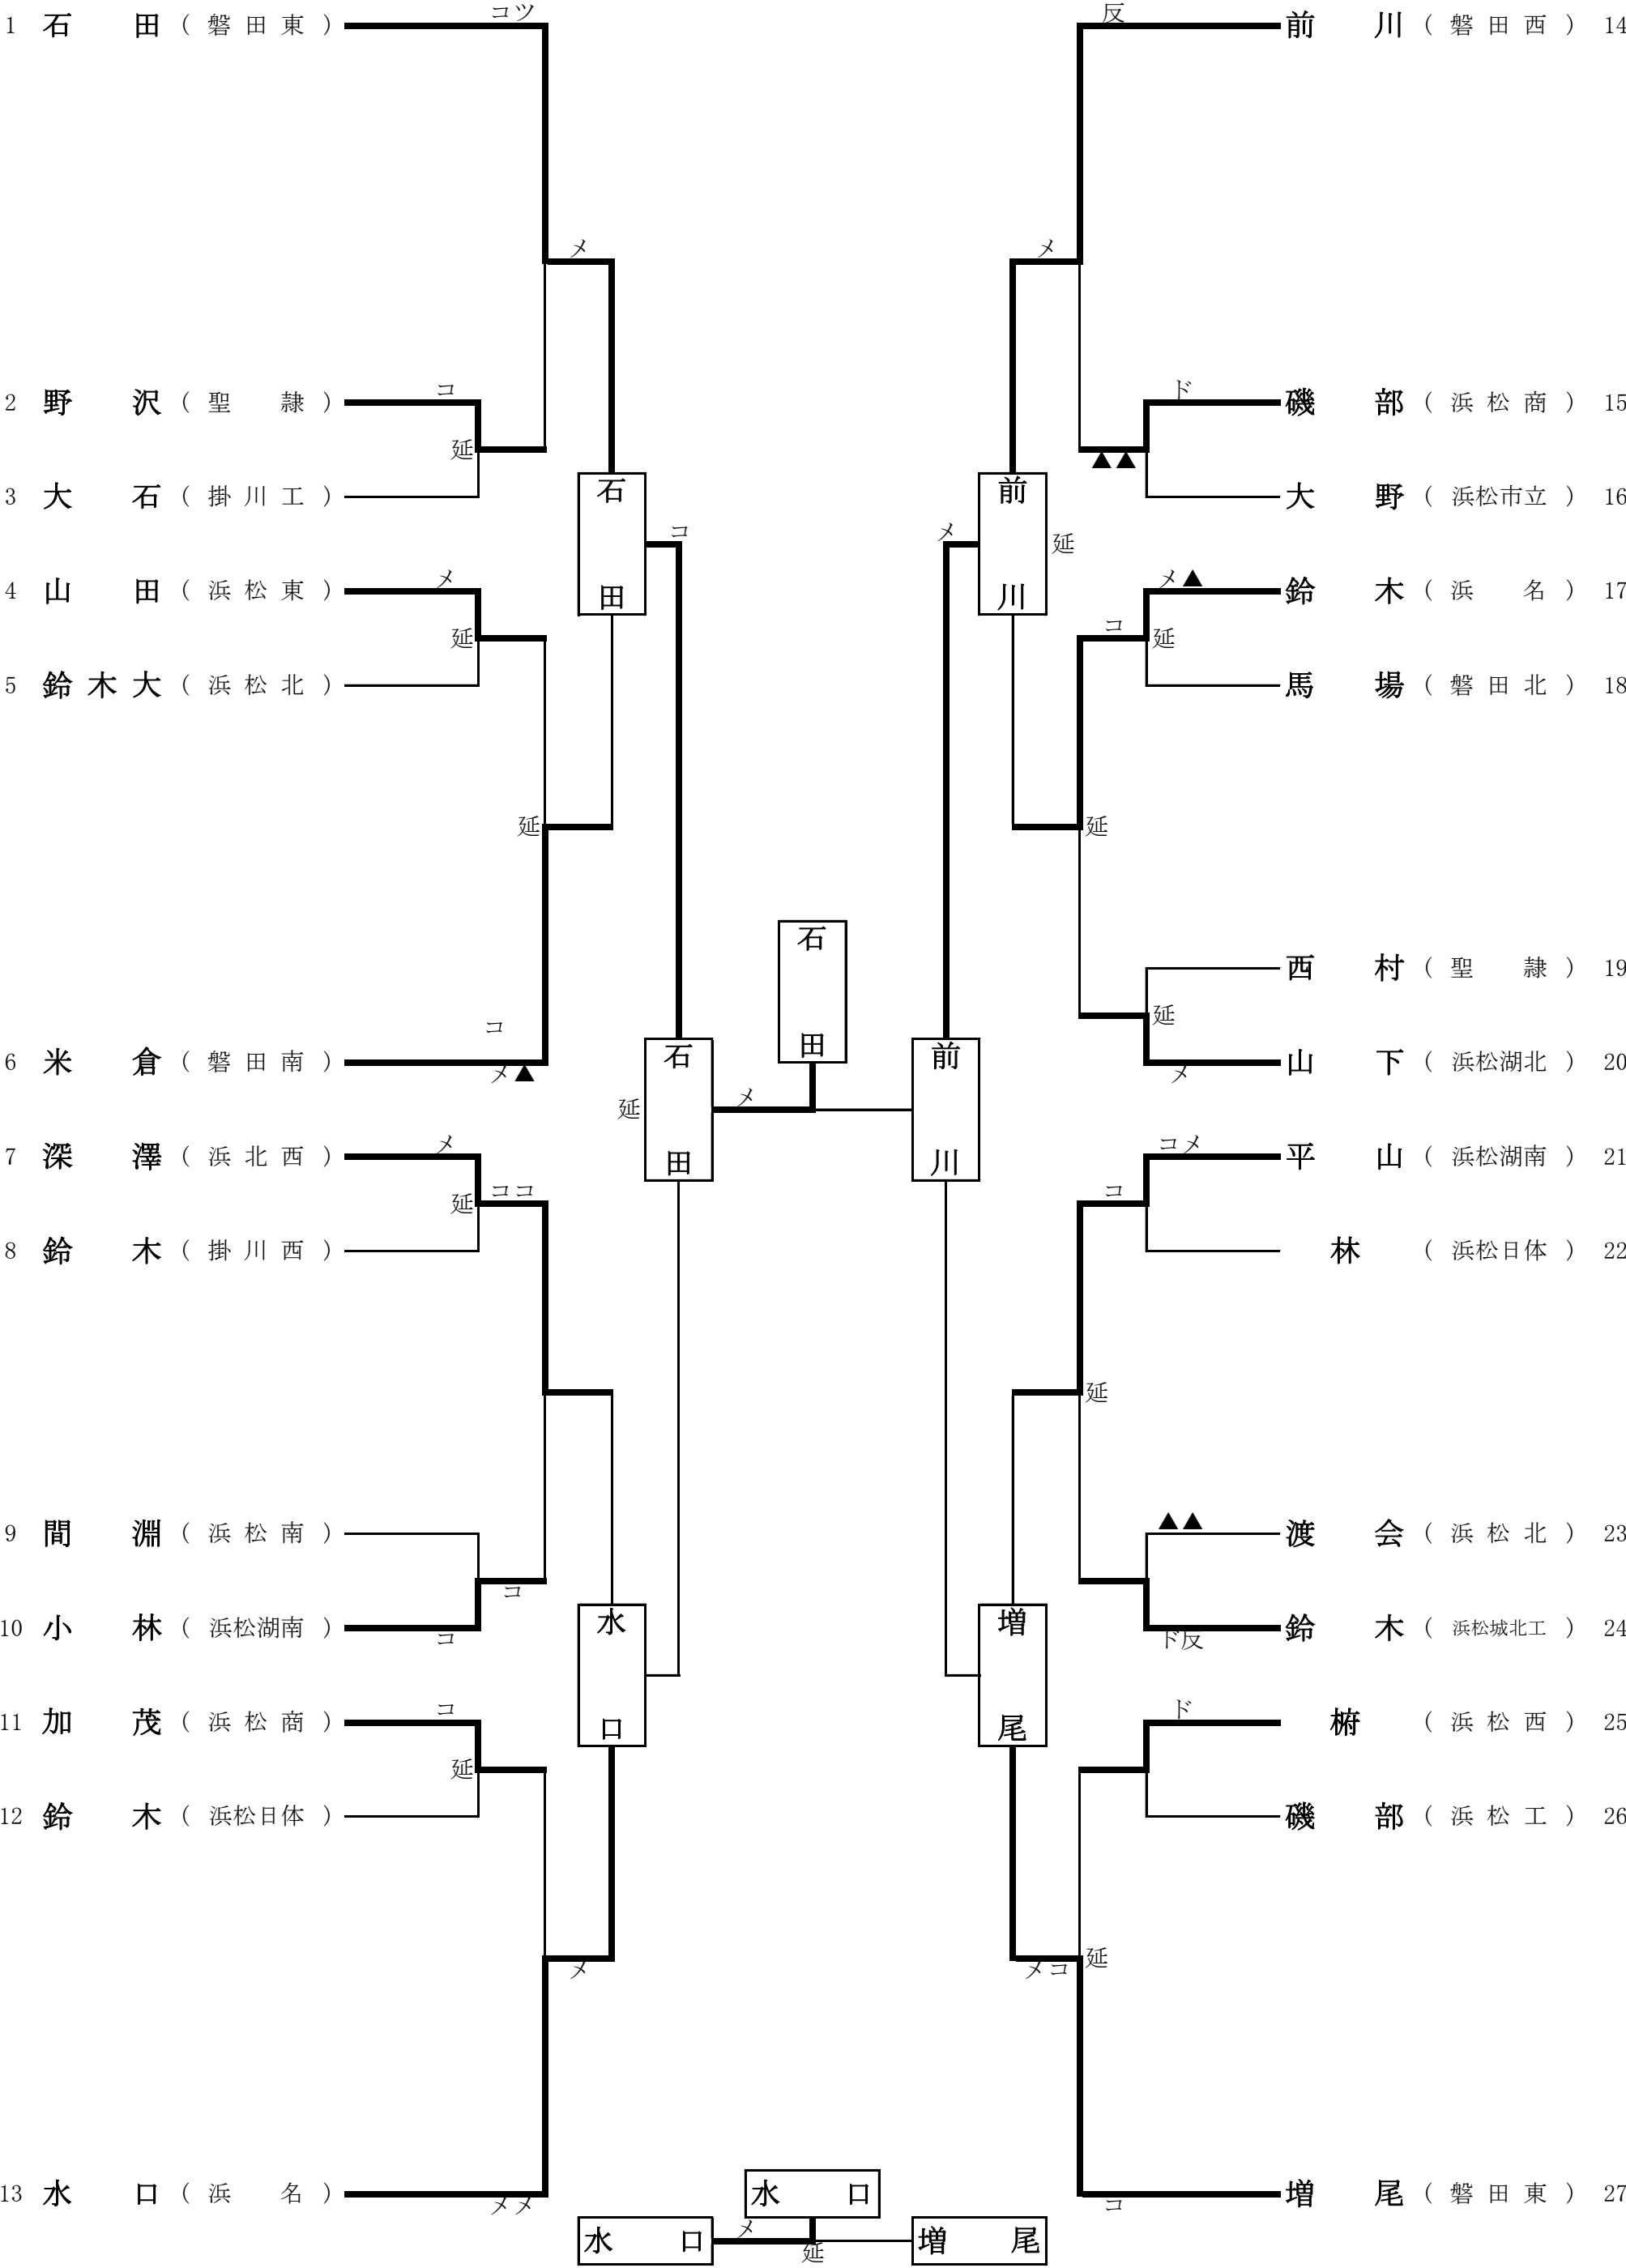 コツ
反
1 石田 (磐田東)
前川 (磐田西) 14
メ
メ
コ
ド
2 野沢 (聖隷)
磯部 (浜松商) 15
延
▲▲
3 大石 (掛川工)
石田
前川
大野 (浜松市立) 16
コ
メ
延
メ
メ▲
4 山田 (浜松東)
鈴木 (浜名) 17
延
コ
延
5 鈴木大 (浜松北)
馬場 (磐田北) 18
延
延
石田
西村 (聖隷) 19
コ
延
6 米倉 (磐田南)
石田
前川
山下 (浜松湖北) 20
メ▲
メ
延
メ
メ
コメ
7 深澤 (浜北西)
平山 (浜松湖南) 21
延
ココ
コ
8 鈴木 (掛川西)
林 (浜松日体) 22
延
▲▲
9 間淵 (浜松南)
渡会 (浜松北) 23
コ
10 小林 (浜松湖南)
水口
増尾
鈴木 (浜松城北工) 24
コ
ド反
コ
ド
11 加茂 (浜松商)
椨 (浜松西) 25
延
12 鈴木 (浜松日体)
磯部 (浜松工) 26
メ
メコ
延
13 水口 (浜名)
水口
増尾 (磐田東) 27
メメ
コ
水口
メ
延
増尾